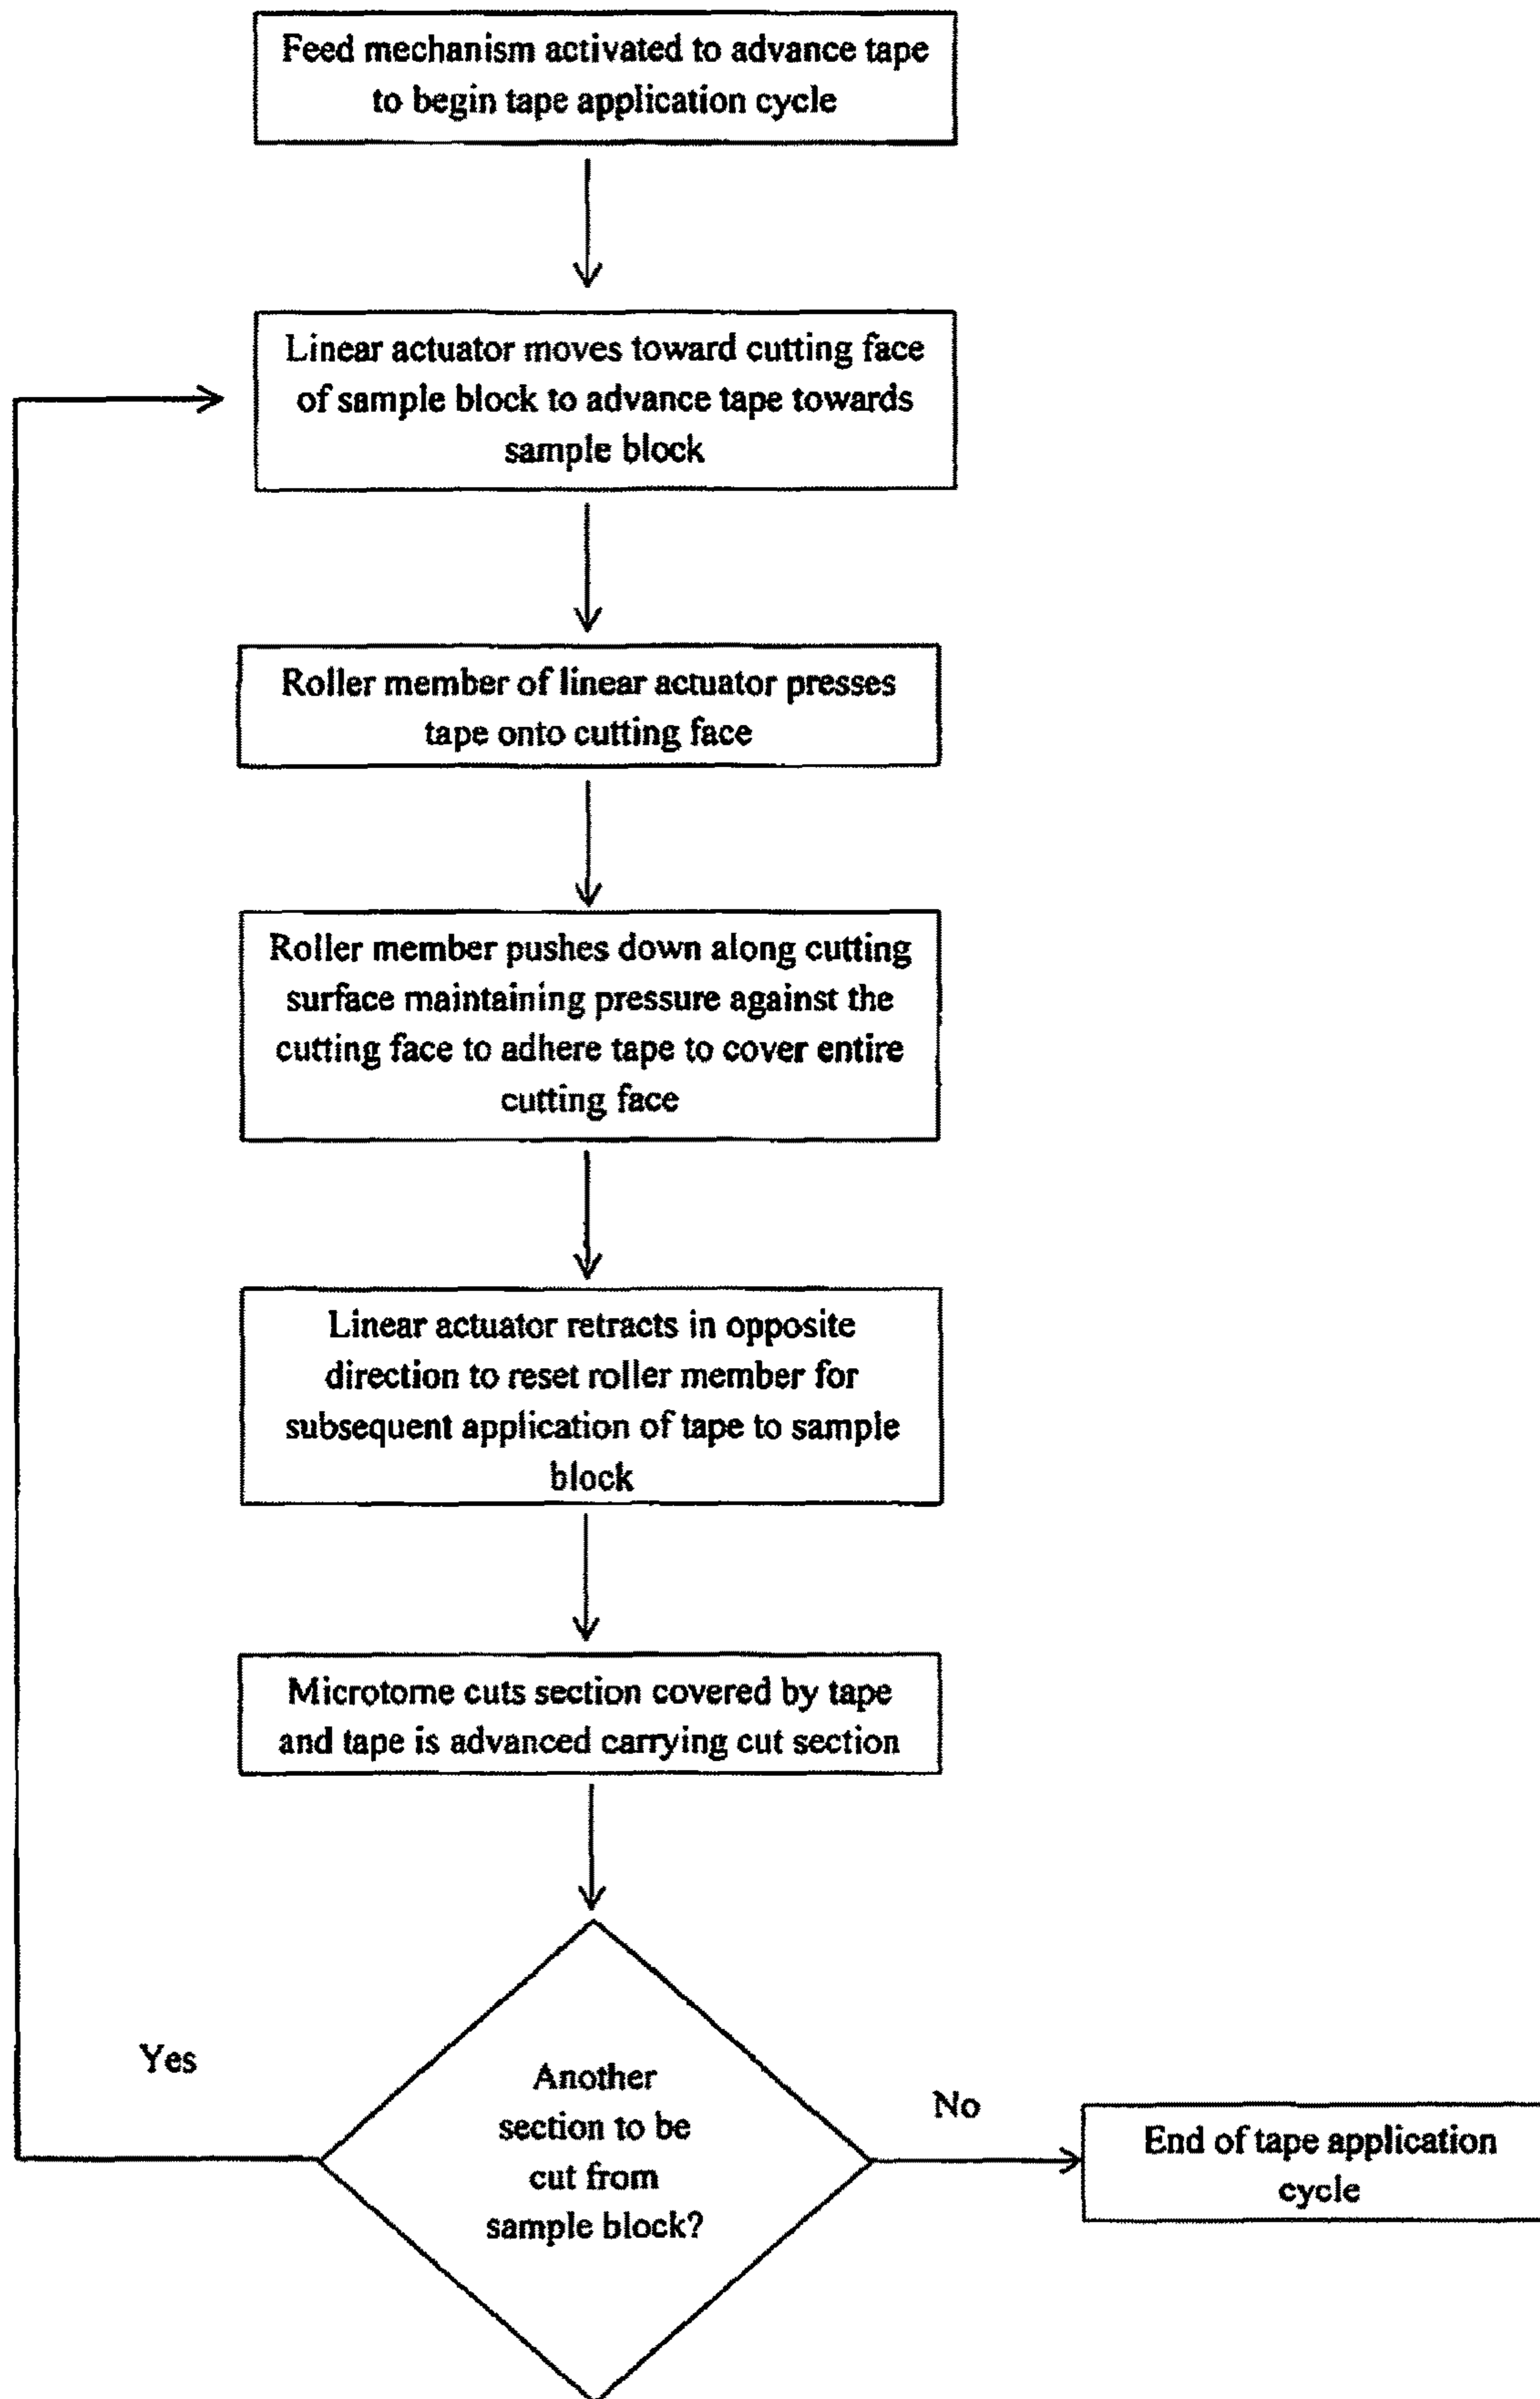 Feed mechanism activated to advance tape
to begin tape application cycle
Linear actuator moves toward cutting face
of sample block to advance tape towards
sample block
Roller member of linear actuator presses
tape onto cutting face
Roller member pushes down along cutting
surface maintaining pressure against the
cutting face to adhere tape to cover entire
cutting face
Linear actuator retracts in opposite
direction to reset roller member for
subsequent application of tape to sample
block
Microtome cuts section covered by tape
and tape is advanced carrying cut section
Yes
Another
section to be
cut from
sample block?
No
End of tape application
cycle